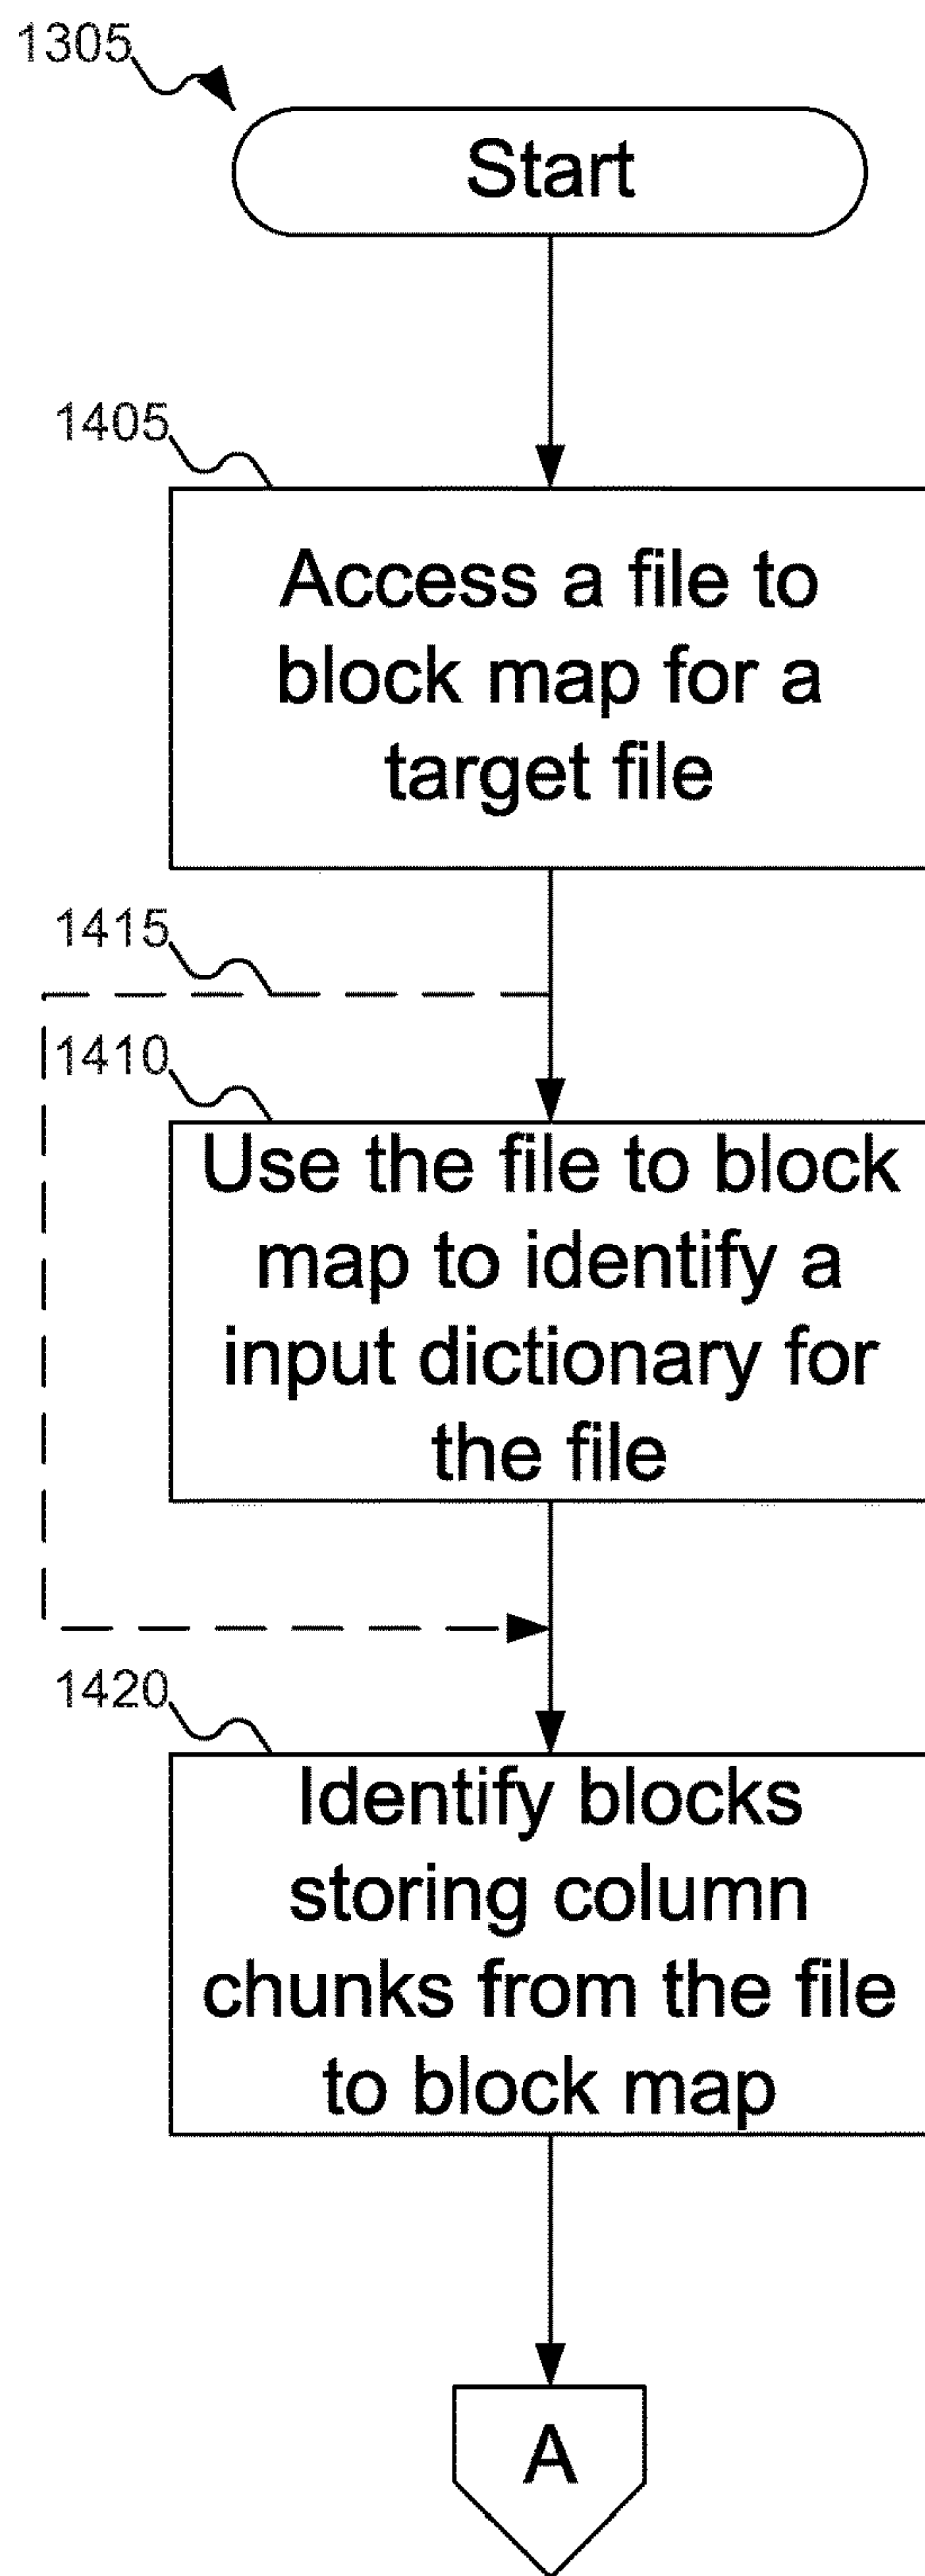 1305
Start
1405
Access a file to
block map for a
target file
1415
1410
Use the file to block
map to identify a
input dictionary for
the file
1420
Identify blocks
storing column
chunks from the file
to block map
A